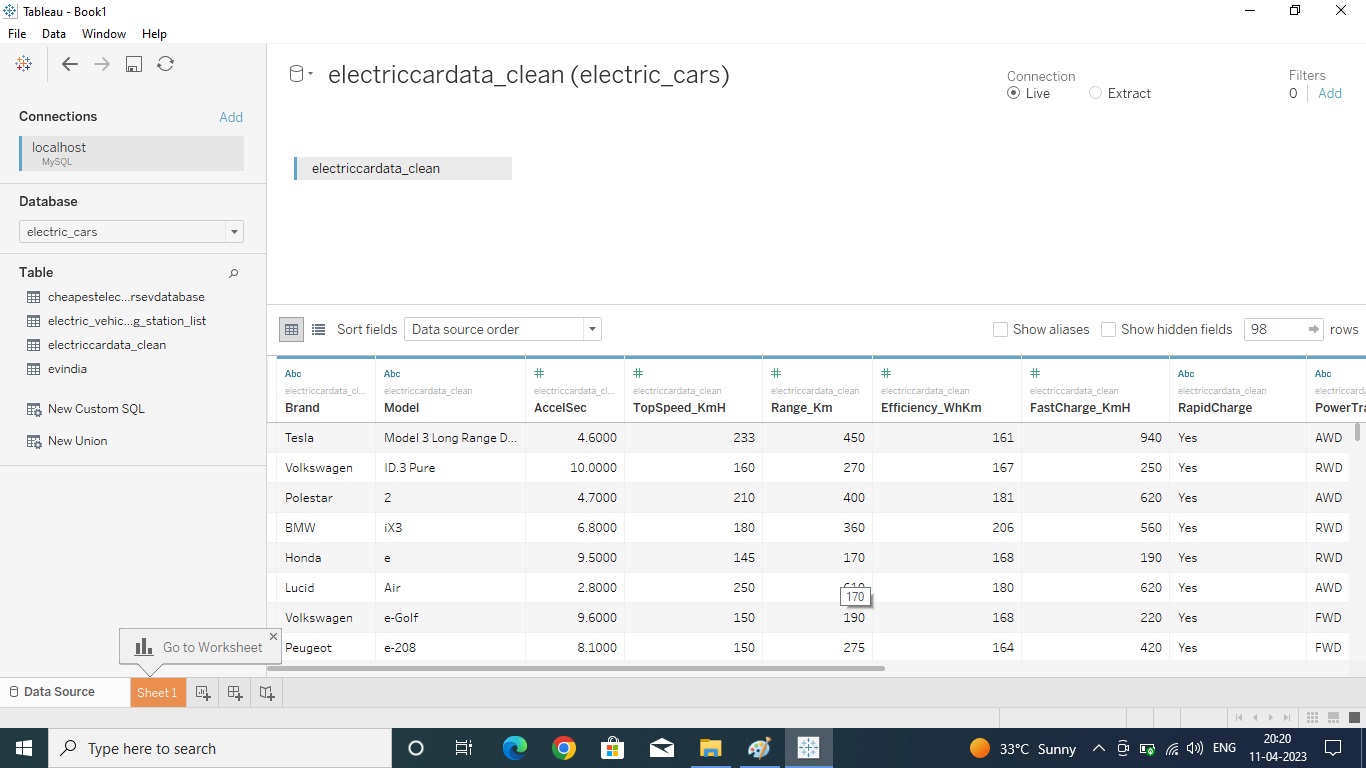 Tableau - Book1
File Data Window Help
electriccardata_clean (electric_cars)
Connection
Live Extract
Filters
0 Add
Connections Add
localhost
MySQL
electriccardata_clean
Database
electric_cars
Table
cheapestelec...rsevdatabase
electric_vehic...g_station_list
electriccardata_clean
evindia
New Custom SQL
New Union
Sort fields Data source order Show aliases Show hidden fields 98 rows
Abc Abc # # # # # Abc Abc
electriccardata_cl... electriccardata_clean electriccardata_cl... electriccardata_clean electriccardata_clean electriccardata_clean electriccardata_clean electriccardata_clean electriccarda
Brand Model AccelSec TopSpeed_KmH Range_Km Efficiency_WhKm FastCharge_KmH RapidCharge PowerTra
Tesla Model 3 Long Range D... 4.6000 233 450 161 940 Yes AWD
Volkswagen ID.3 Pure 10.0000 160 270 167 250 Yes RWD
Polestar 2 4.7000 210 400 181 620 Yes AWD
BMW iX3 6.8000 180 360 206 560 Yes RWD
Honda e 9.5000 145 170 168 190 Yes RWD
Lucid Air 2.8000 250 180 620 Yes AWD
170
Volkswagen e-Golf 9.6000 150 190 168 220 Yes FWD
Peugeot e-208 8.1000 150 275 164 420 Yes FWD
Go to Worksheet
Data Source Sheet 1
Type here to search
33°C Sunny ENG
20:20
11-04-2023